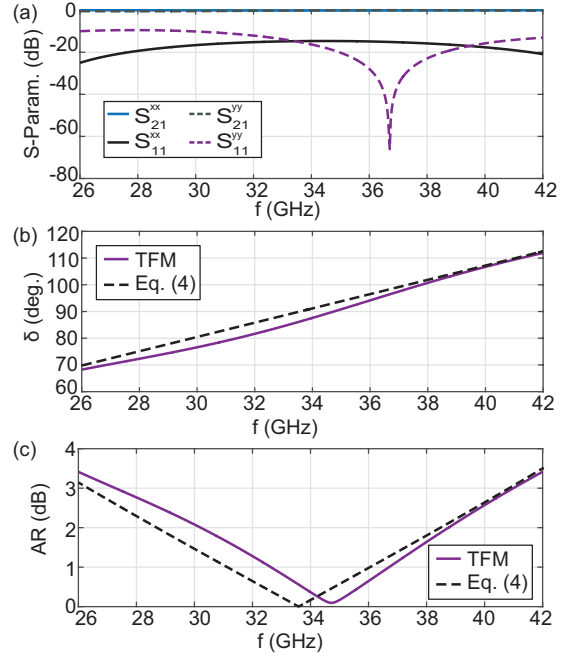 (a)
0
-20
-40
-60
-80
S-Param. (dB)
S21xx S21yy
S11xx S11yy
26 28 30 32 34 36 38 40 42
f (GHz)
(b)
120
110
100
90
80
70
60
δ (deg.)
TFM
Eq. (4)
26 28 30 32 34 36 38 40 42
f (GHz)
(c)
4
3
2
1
0
AR (dB)
TFM
Eq. (4)
26 28 30 32 34 36 38 40 42
f (GHz)